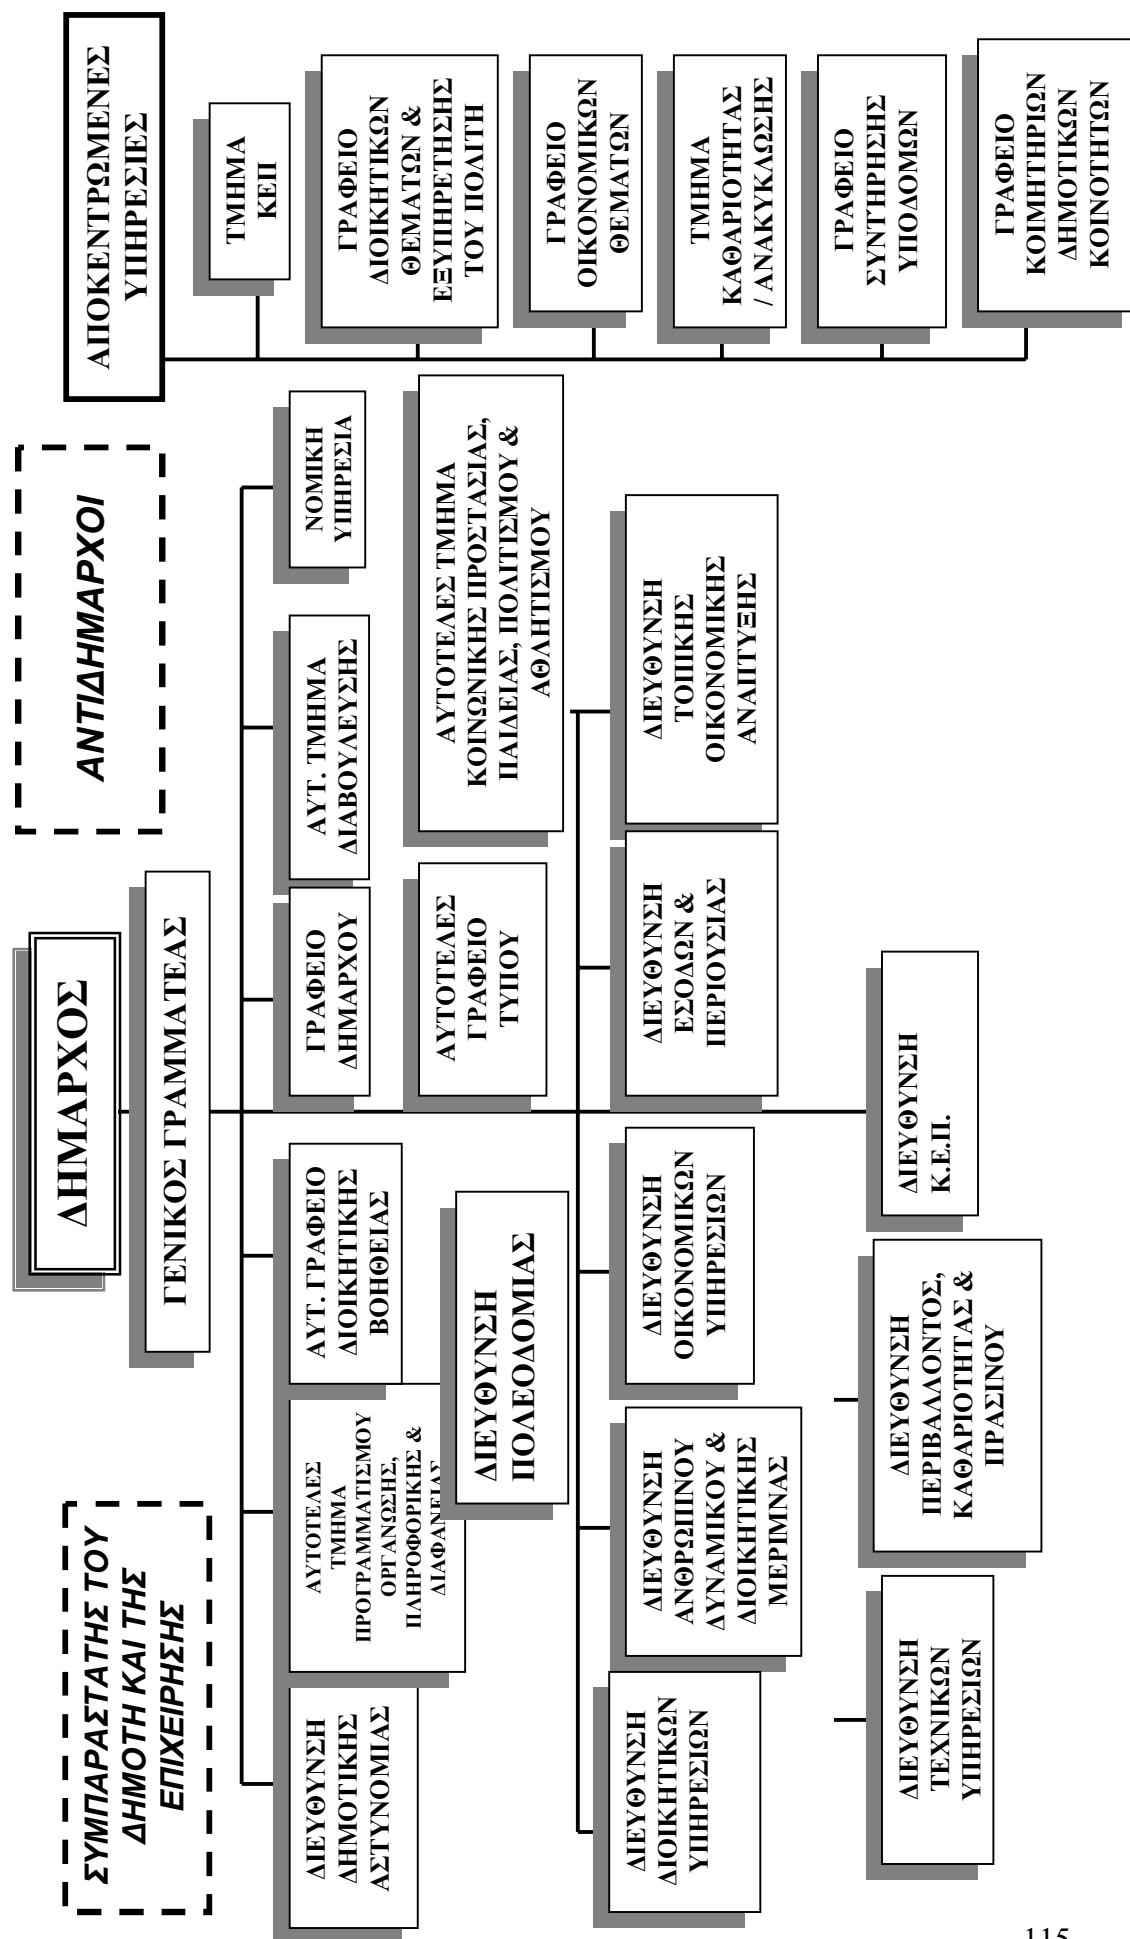 ΣΥΜΠΑΡΑΣΤΑΤΗΣ ΤΟΥ
ΔΗΜΟΤΗ ΚΑΙ ΤΗΣ
ΕΠΙΧΕΙΡΗΣΗΣ
ΔΗΜΑΡΧΟΣ
ΑΝΤΙΔΗΜΑΡΧΟΙ
ΑΠΟΚΕΝΤΡΩΜΕΝΕΣ
ΥΠΗΡΕΣΙΕΣ
ΓΕΝΙΚΟΣ ΓΡΑΜΜΑΤΕΑΣ
ΔΙΕΥΘΥΝΣΗ
ΔΗΜΟΤΙΚΗΣ
ΑΣΤΥΝΟΜΙΑΣ
ΑΥΤΟΤΕΛΕΣ
ΤΜΗΜΑ
ΠΡΟΓΡΑΜΜΑΤΙΣΜΟΥ
ΟΡΓΑΝΩΣΗΣ,
ΠΛΗΡΟΦΟΡΙΚΗΣ &
ΔΙΑΦΑΝΕΙΑΣ
ΑΥΤ. ΓΡΑΦΕΙΟ
ΔΙΟΙΚΗΤΙΚΗΣ
ΒΟΗΘΕΙΑΣ
ΓΡΑΦΕΙΟ
ΔΗΜΑΡΧΟΥ
ΑΥΤ. ΤΜΗΜΑ
ΔΙΑΒΟΥΛΕΥΣΗΣ
ΝΟΜΙΚΗ
ΥΠΗΡΕΣΙΑ
ΔΙΕΥΘΥΝΣΗ
ΠΟΛΕΟΔΟΜΙΑΣ
ΑΥΤΟΤΕΛΕΣ
ΓΡΑΦΕΙΟ
ΤΥΠΟΥ
ΑΥΤΟΤΕΛΕΣ ΤΜΗΜΑ
ΚΟΙΝΩΝΙΚΗΣ ΠΡΟΣΤΑΣΙΑΣ,
ΠΑΙΔΕΙΑΣ, ΠΟΛΙΤΙΣΜΟΥ &
ΑΘΛΗΤΙΣΜΟΥ
ΔΙΕΥΘΥΝΣΗ
ΔΙΟΙΚΗΤΙΚΩΝ
ΥΠΗΡΕΣΙΩΝ
ΔΙΕΥΘΥΝΣΗ
ΑΝΘΡΩΠΙΝΟΥ
ΔΥΝΑΜΙΚΟΥ &
ΔΙΟΙΚΗΤΙΚΗΣ
ΜΕΡΙΜΝΑΣ
ΔΙΕΥΘΥΝΣΗ
ΟΙΚΟΝΟΜΙΚΩΝ
ΥΠΗΡΕΣΙΩΝ
ΔΙΕΥΘΥΝΣΗ
ΕΣΟΔΩΝ &
ΠΕΡΙΟΥΣΙΑΣ
ΔΙΕΥΘΥΝΣΗ
ΤΟΠΙΚΗΣ
ΟΙΚΟΝΟΜΙΚΗΣ
ΑΝΑΠΤΥΞΗΣ
ΔΙΕΥΘΥΝΣΗ
ΤΕΧΝΙΚΩΝ
ΥΠΗΡΕΣΙΩΝ
ΔΙΕΥΘΥΝΣΗ
ΠΕΡΙΒΑΛΛΟΝΤΟΣ,
ΚΑΘΑΡΙΟΤΗΤΑΣ &
ΠΡΑΣΙΝΟΥ
ΔΙΕΥΘΥΝΣΗ
Κ.Ε.Π.
ΤΜΗΜΑ
ΚΕΠ
ΓΡΑΦΕΙΟ
ΔΙΟΙΚΗΤΙΚΩΝ
ΘΕΜΑΤΩΝ &
ΕΞΥΠΗΡΕΤΗΣΗΣ
ΤΟΥ ΠΟΛΙΤΗ
ΓΡΑΦΕΙΟ
ΟΙΚΟΝΟΜΙΚΩΝ
ΘΕΜΑΤΩΝ
ΤΜΗΜΑ
ΚΑΘΑΡΙΟΤΗΤΑΣ
/ ΑΝΑΚΥΚΛΩΣΗΣ
ΓΡΑΦΕΙΟ
ΣΥΝΤΗΡΗΣΗΣ
ΥΠΟΔΟΜΩΝ
ΓΡΑΦΕΙΟ
ΚΟΙΜΗΤΗΡΙΩΝ
ΔΗΜΟΤΙΚΩΝ
ΚΟΙΝΟΤΗΤΩΝ
115